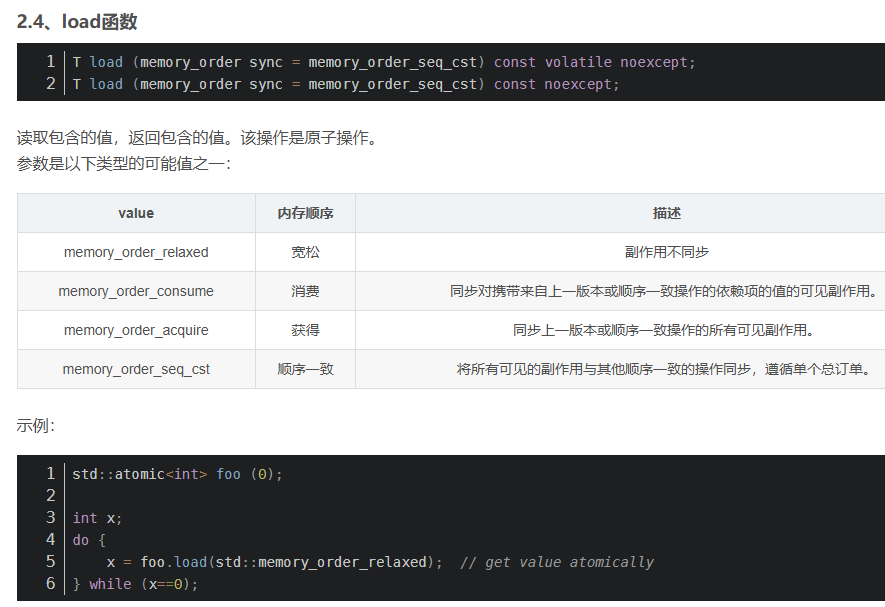 2.4、load函数
1 T load (memory_order sync = memory_order_seq_cst) const volatile noexcept;
2 T load (memory_order sync = memory_order_seq_cst) const noexcept;
读取包含的值，返回包含的值。该操作是原子操作。
参数是以下类型的可能值之一：
value 内存顺序 描述
memory_order_relaxed 宽松 副作用不同步
memory_order_consume 消费 同步对携带来自上一版本或顺序一致操作的依赖项的值的可见副作用。
memory_order_acquire 获得 同步上一版本或顺序一致操作的所有可见副作用。
memory_order_seq_cst 顺序一致 将所有可见的副作用与其他顺序一致的操作同步，遵循单个总订单。
示例：
1 std::atomic<int> foo (0);
2
3 int x;
4 do {
5     x = foo.load(std::memory_order_relaxed);  // get value atomically
6 } while (x==0);